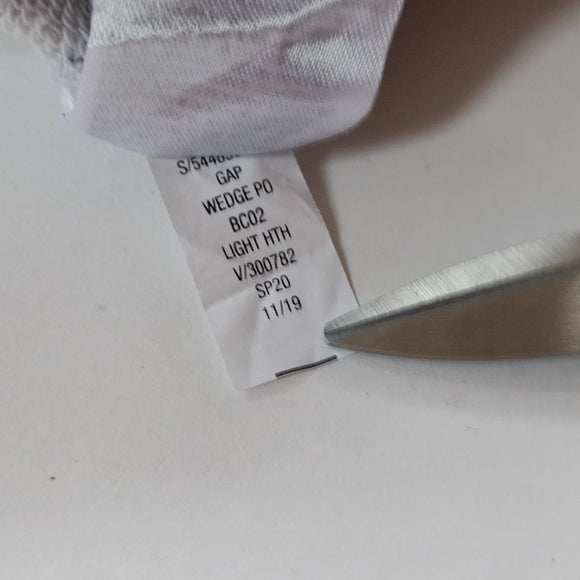 GAP
WEDGE PO
BC02
LIGHT HTH
V/300782
SP20
11/19